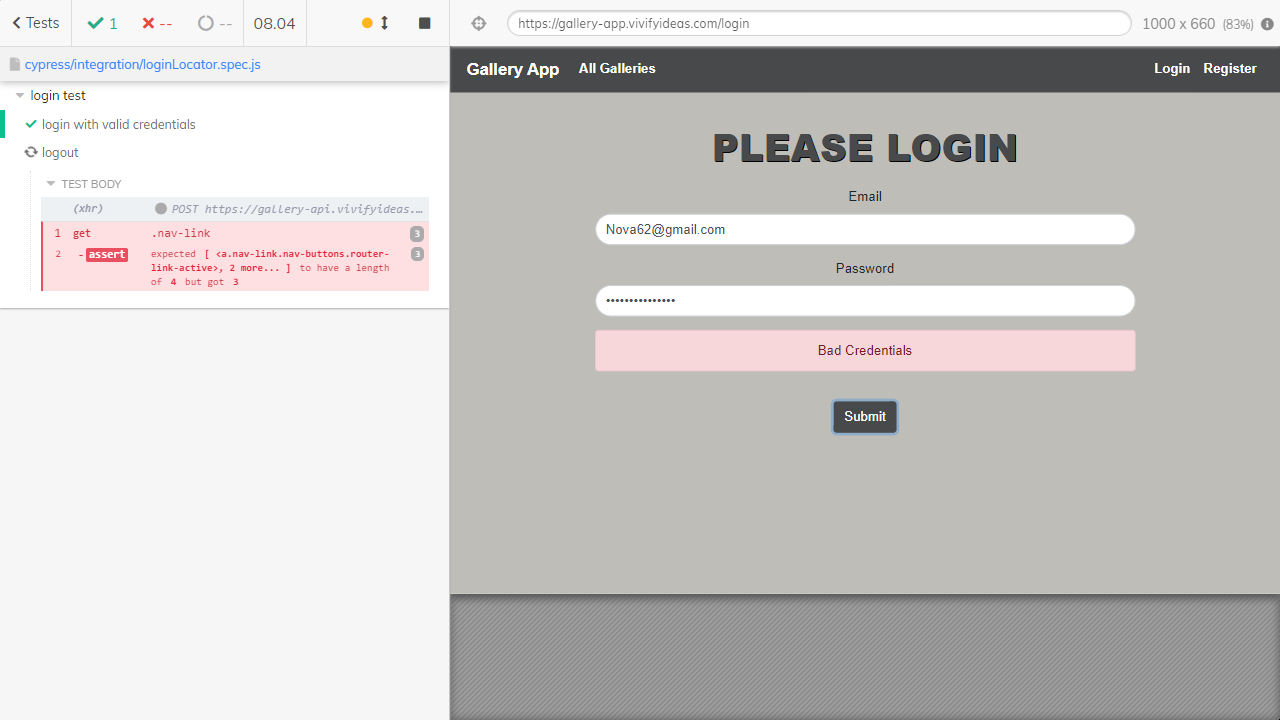 Tests 1 -- -- 08.04
https://gallery-app.vivifyideas.com/login 1000 x 660 (83%)
cypress/integration/loginLocator.spec.js
login test
login with valid credentials
logout
TEST BODY
(xhr) POST https://gallery-api.vivifyideas.…
1 get .nav-link 3
2 -assert expected [ <a.nav-link.nav-buttons.router-
link-active>, 2 more... ] to have a length
of 4 but got 3
3
Gallery App All Galleries Login Register
PLEASE LOGIN
Email
Nova62@gmail.com
Password
•••••••••••••••
Bad Credentials
Submit